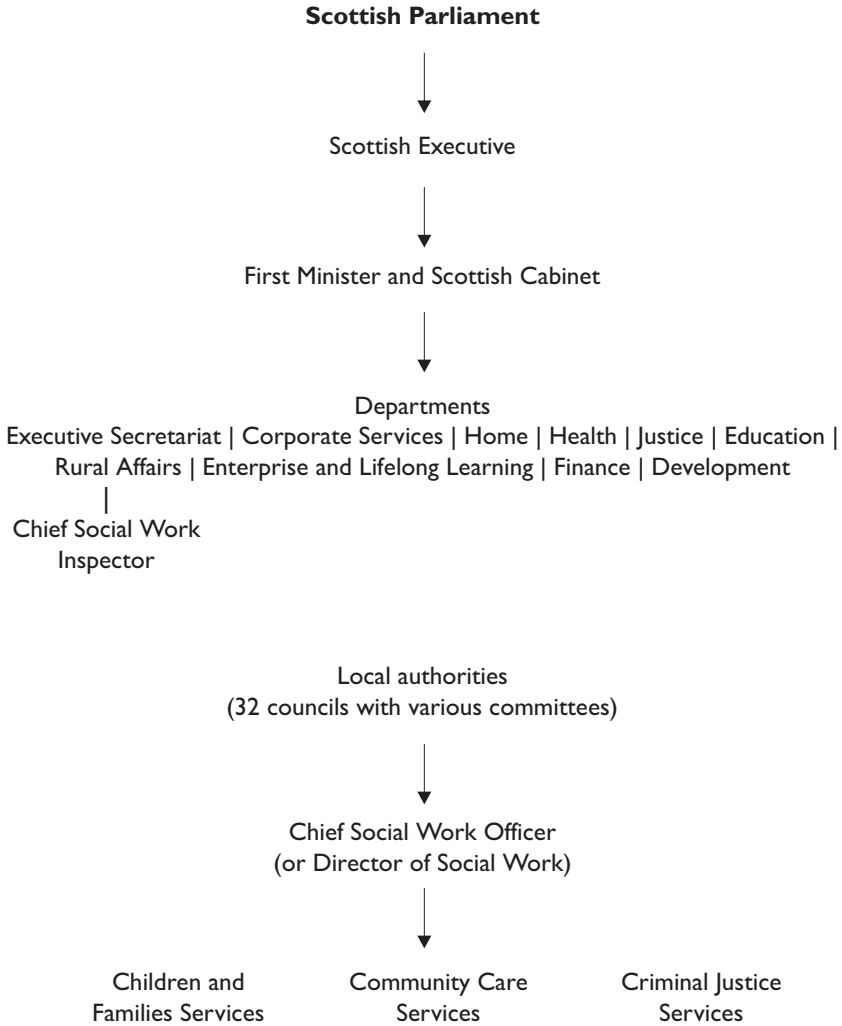 Scottish Parliament
Scottish Executive
First Minister and Scottish Cabinet
Departments
Executive Secretariat | Corporate Services | Home | Health | Justice | Education |
Rural Affairs | Enterprise and Lifelong Learning | Finance | Development
|
Chief Social Work
Inspector
Local authorities
(32 councils with various committees)
Chief Social Work Officer
(or Director of Social Work)
Children and
Families Services
Community Care
Services
Criminal Justice
Services